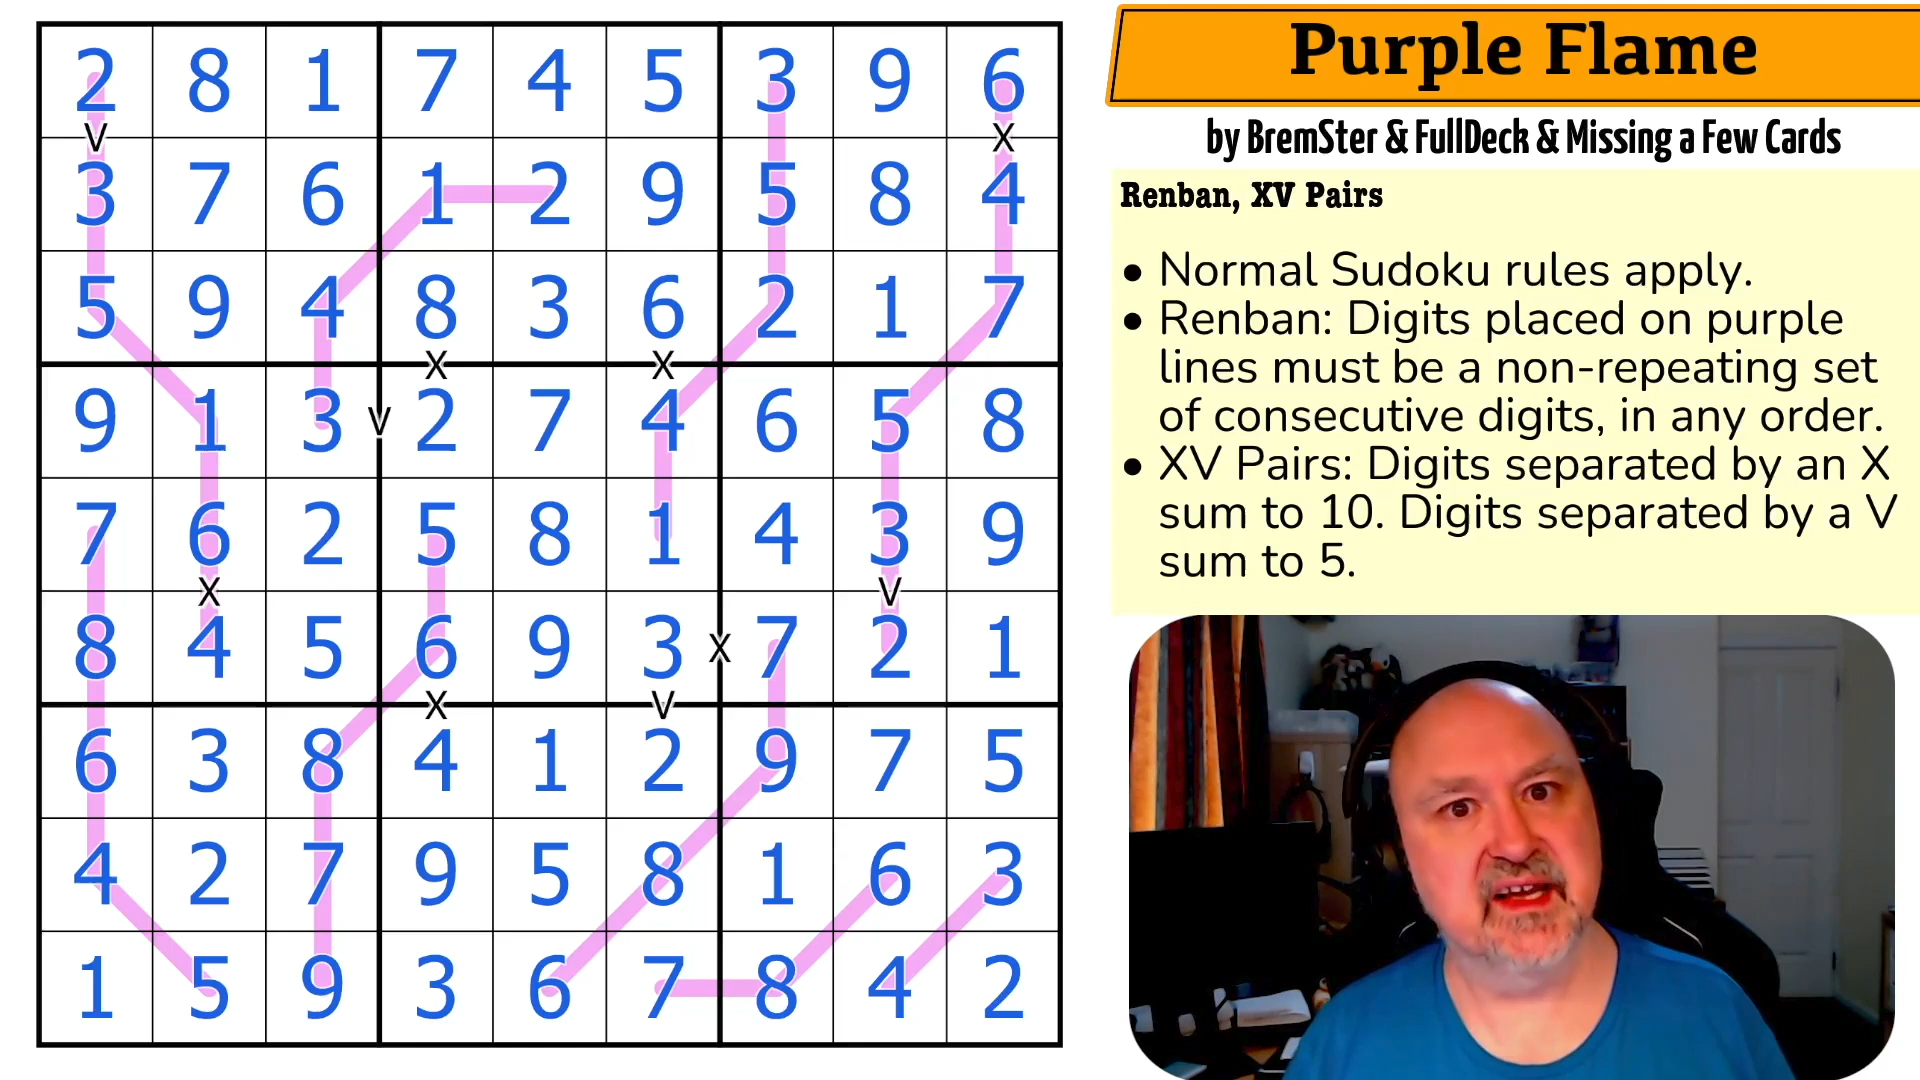 Purple Flame
by BremSter & FullDeck & Missing a Few Cards
Renban, XV Pairs
• Normal Sudoku rules apply.
• Renban: Digits placed on purple
lines must be a non-repeating set
of consecutive digits, in any order.
• XV Pairs: Digits separated by an X
sum to 10. Digits separated by a V
sum to 5.
2 8 1 7 4 5 3 9 6
V X
3 7 6 1 2 9 5 8 4
5 9 4 8 3 6 2 1 7
X X
9 1 3 V 2 7 4 6 5 8
7 6 2 5 8 1 4 3 9
X V
8 4 5 6 9 3 X 7 2 1
X V
6 3 8 4 1 2 9 7 5
4 2 7 9 5 8 1 6 3
1 5 9 3 6 7 8 4 2